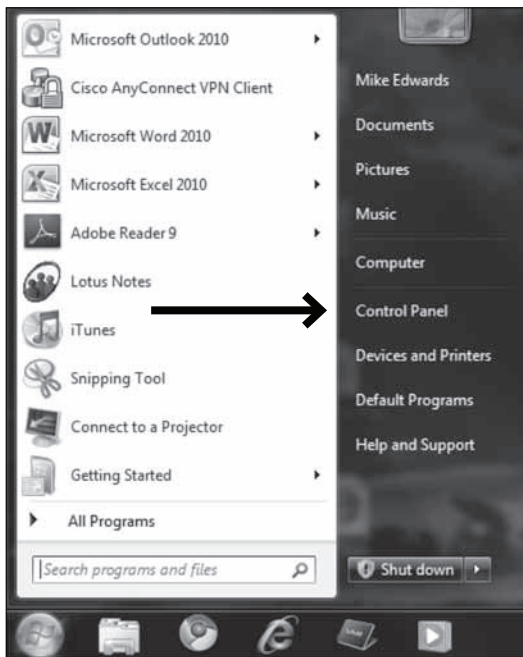 Microsoft Outlook 2010
Cisco AnyConnect VPN Client
Microsoft Word 2010
Microsoft Excel 2010
Adobe Reader 9
Lotus Notes
iTunes
Snipping Tool
Connect to a Projector
Getting Started
All Programs
Search programs and files
Mike Edwards
Documents
Pictures
Music
Computer
Control Panel
Devices and Printers
Default Programs
Help and Support
Shut down